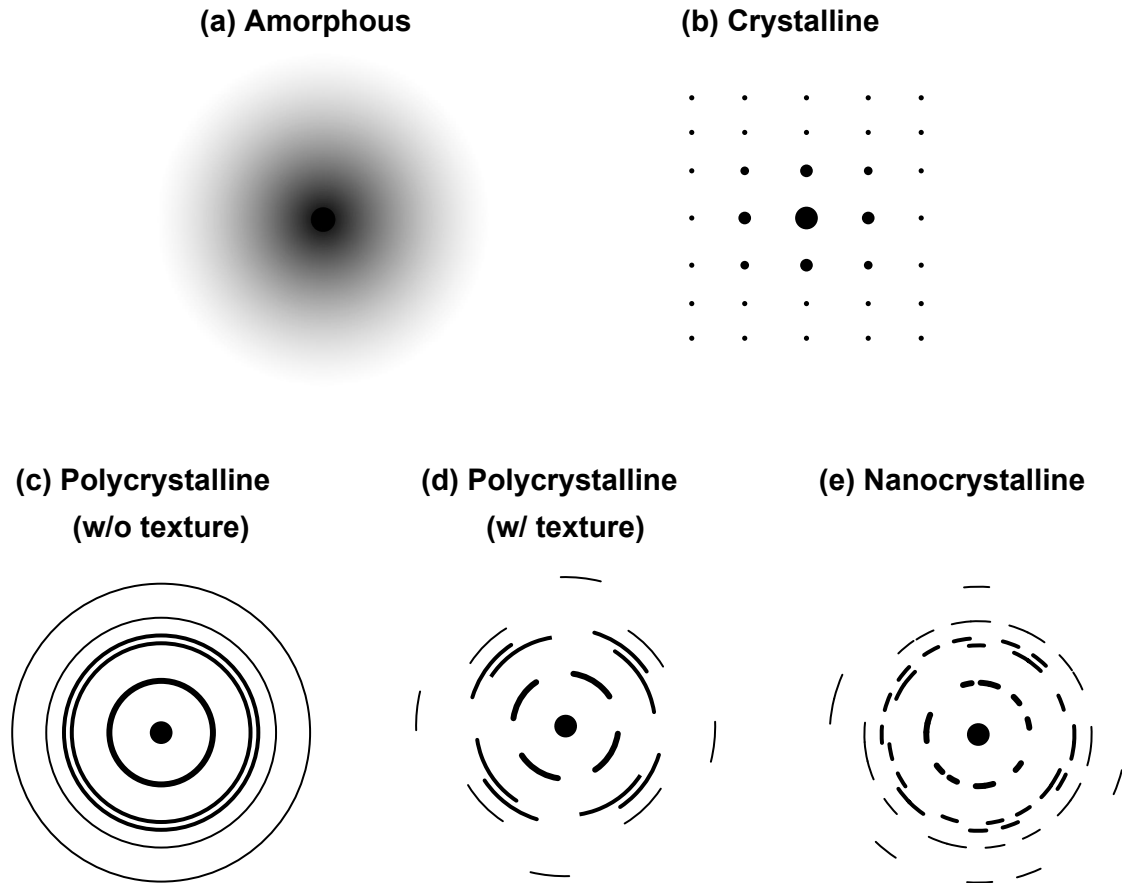 (a) Amorphous
(b) Crystalline
(c) Polycrystalline
(w/o texture)
(d) Polycrystalline
(w/ texture)
(e) Nanocrystalline